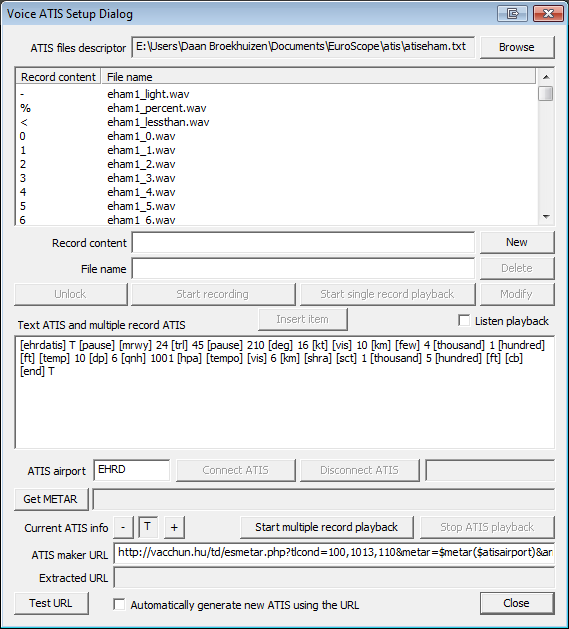 Voice ATIS Setup Dialog
ATIS files descriptor E:\Users\Daan Broekhuizen\Documents\EuroScope\atis\atiseham.txt Browse
Record content File name
- eham1_light.wav
% eham1_percent.wav
< eham1_lessthan.wav
0 eham1_0.wav
1 eham1_1.wav
2 eham1_2.wav
3 eham1_3.wav
4 eham1_4.wav
5 eham1_5.wav
6 eham1_6.wav
Record content New
File name Delete
Unlock Start recording Start single record playback Modify
Text ATIS and multiple record ATIS Insert item Listen playback
[ehrdatis] T [pause] [mrwy] 24 [trl] 45 [pause] 210 [deg] 16 [kt] [vis] 10 [km] [few] 4 [thousand] 1 [hundred]
[ft] [temp] 10 [dp] 6 [qnh] 1001 [hpa] [tempo] [vis] 6 [km] [shra] [sct] 1 [thousand] 5 [hundred] [ft] [cb]
[end] T
ATIS airport EHRD Connect ATIS Disconnect ATIS
Get METAR
Current ATIS info - T + Start multiple record playback Stop ATIS playback
ATIS maker URL http://vacchun.hu/td/esmetar.php?tlcond=100,1013,110&metar=$metar($atisairport)&ar
Extracted URL
Test URL Automatically generate new ATIS using the URL Close